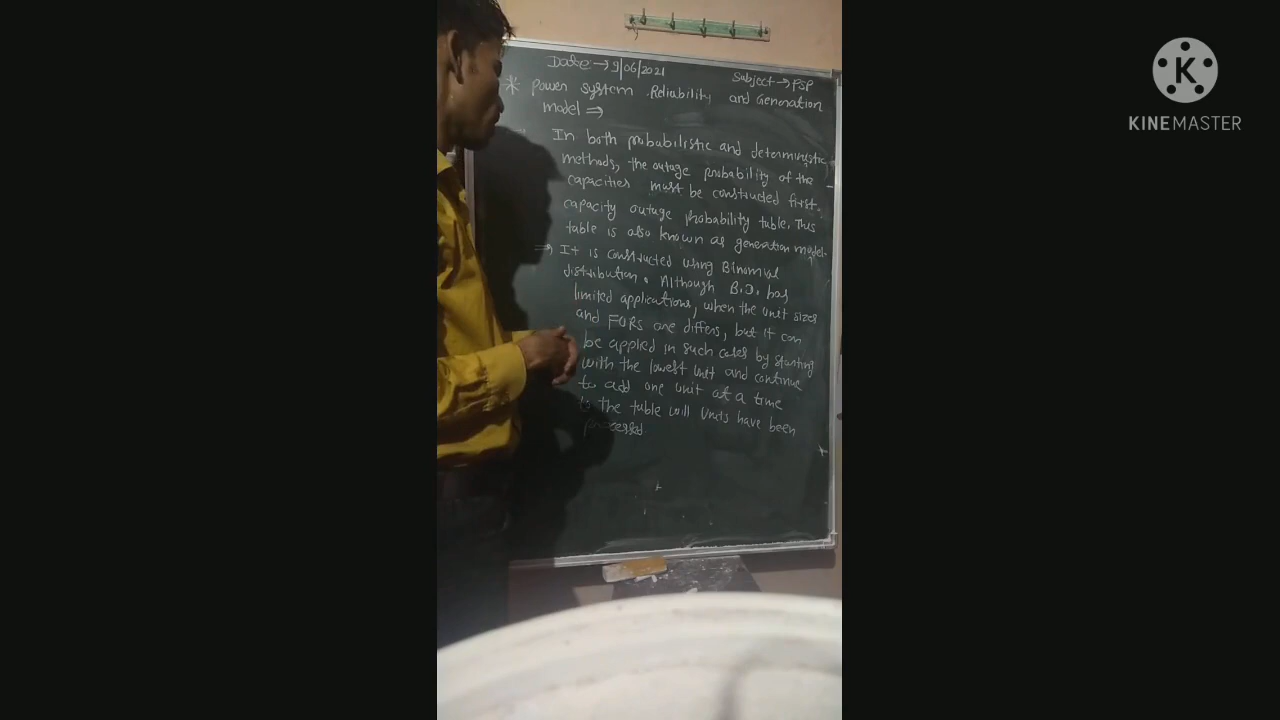 Date → 9/06/2021
Subject → PSP
* Power system Reliability and Generation
model ⇒
In both probabilistic and deterministic
methods, the outage probability of the
capacities must be constructed first.
capacity outage probability table. This
table is also known as generation model.
⇒ It is constructed using Binomial
distribution. Although B.D. has
limited applications, when the unit sizes
and FORs are differs, but it can
be applied in such cases by starting
with the lowest unit and continue
to add one unit at a time
to the table will units have been
processed.
K
KINEMASTER